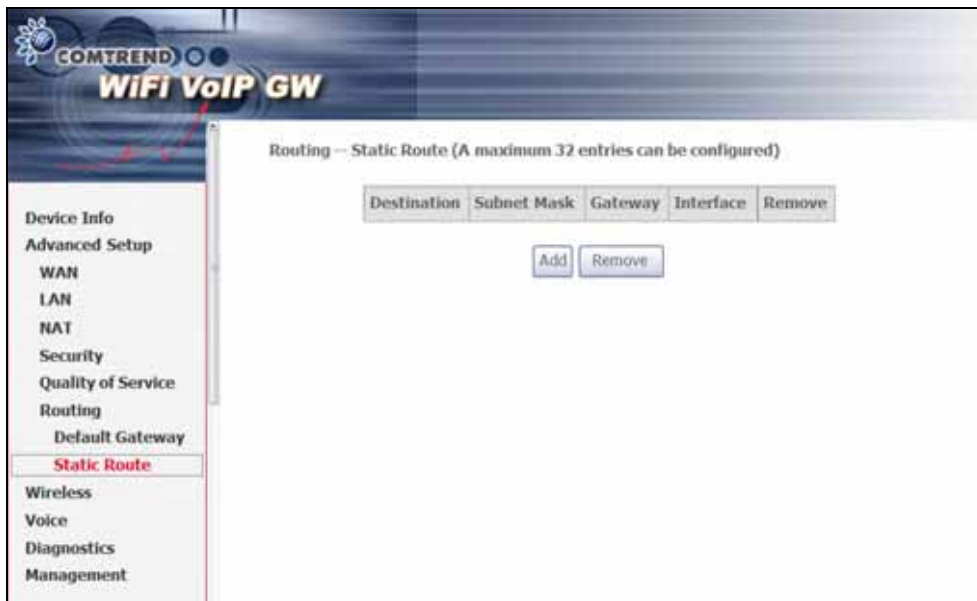 COMTREND
WiFi VoIP GW
Routing -- Static Route (A maximum 32 entries can be configured)
Destination Subnet Mask Gateway Interface Remove
Add Remove
Device Info
Advanced Setup
WAN
LAN
NAT
Security
Quality of Service
Routing
Default Gateway
Static Route
Wireless
Voice
Diagnostics
Management